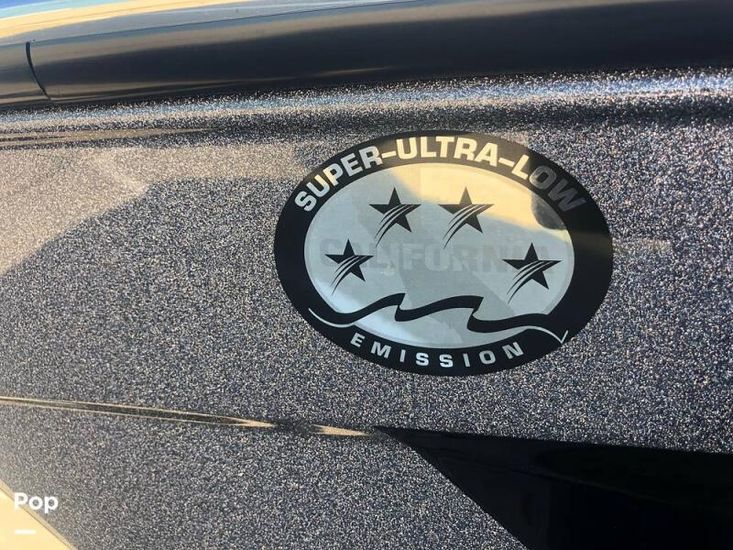 SUPER-ULTRA-LOW
CALIFORNIA
EMISSION
Pop